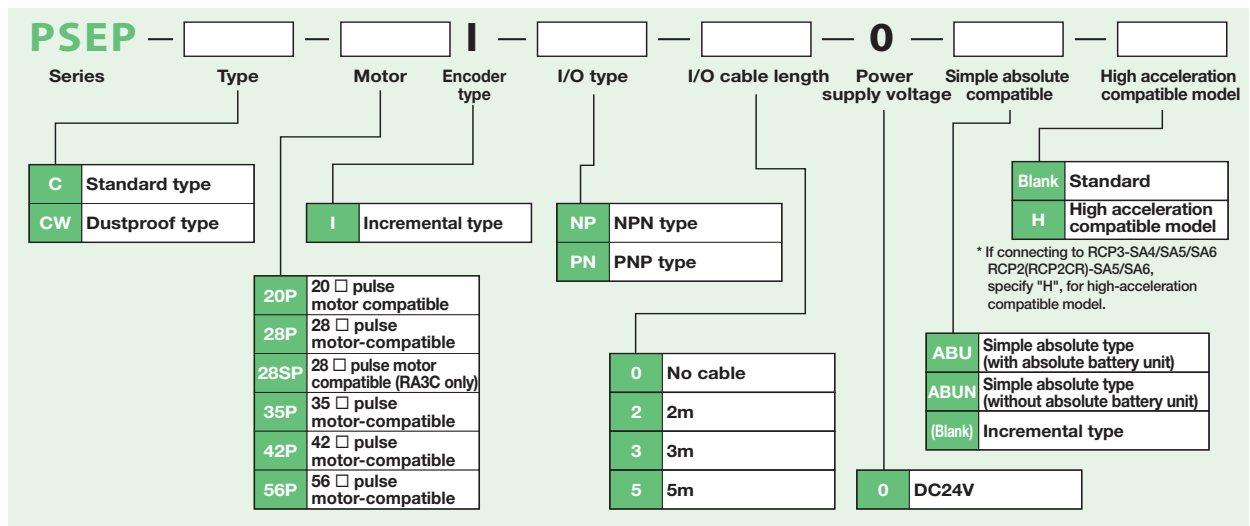 PSEP — — I — — — 0 — —
Series
Type
Motor
Encoder
type
I/O type
I/O cable length
Power
supply voltage
Simple absolute
compatible
High acceleration
compatible model
C Standard type
CW Dustproof type
20P 20 □ pulse
motor compatible
28P 28 □ pulse
motor-compatible
28SP 28 □ pulse motor
compatible (RA3C only)
35P 35 □ pulse
motor-compatible
42P 42 □ pulse
motor-compatible
56P 56 □ pulse
motor-compatible
I Incremental type
NP NPN type
PN PNP type
0 No cable
2 2m
3 3m
5 5m
0 DC24V
ABU Simple absolute type
(with absolute battery unit)
ABUN Simple absolute type
(without absolute battery unit)
(Blank) Incremental type
Blank Standard
H High acceleration
compatible model
* If connecting to RCP3-SA4/SA5/SA6
RCP2(RCP2CR)-SA5/SA6,
specify "H", for high-acceleration
compatible model.